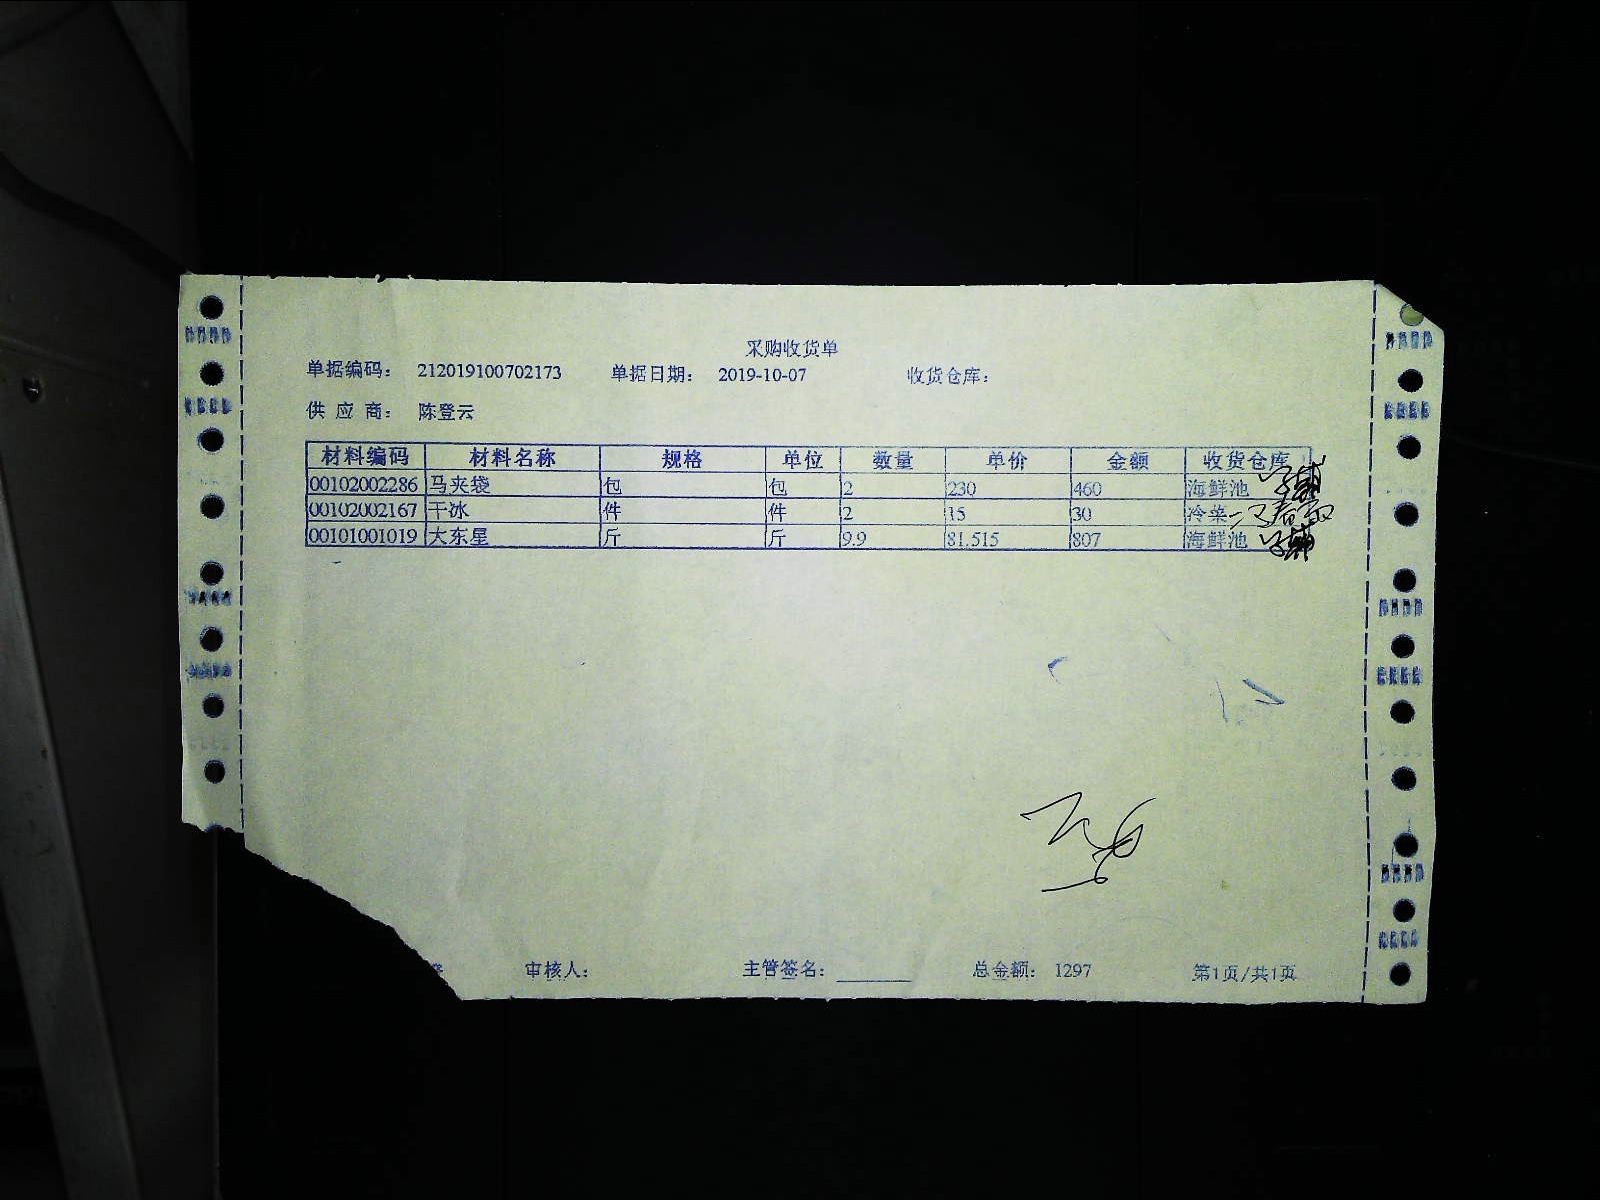 采购收货单
单据编码： 212019100702173 单据日期： 2019-10-07 收货仓库：
供 应 商： 陈登云
材料编码 材料名称 规格 单位 数量 单价 金额 收货仓库
00102002286 马夹袋 包 包 2 230 460 海鲜池
00102002167 干冰 件 件 2 15 30 冷菜
00101001019 大东星 斤 斤 9.9 81.515 807 海鲜池
审核人： 主管签名： 总金额： 1297 第1页/共1页